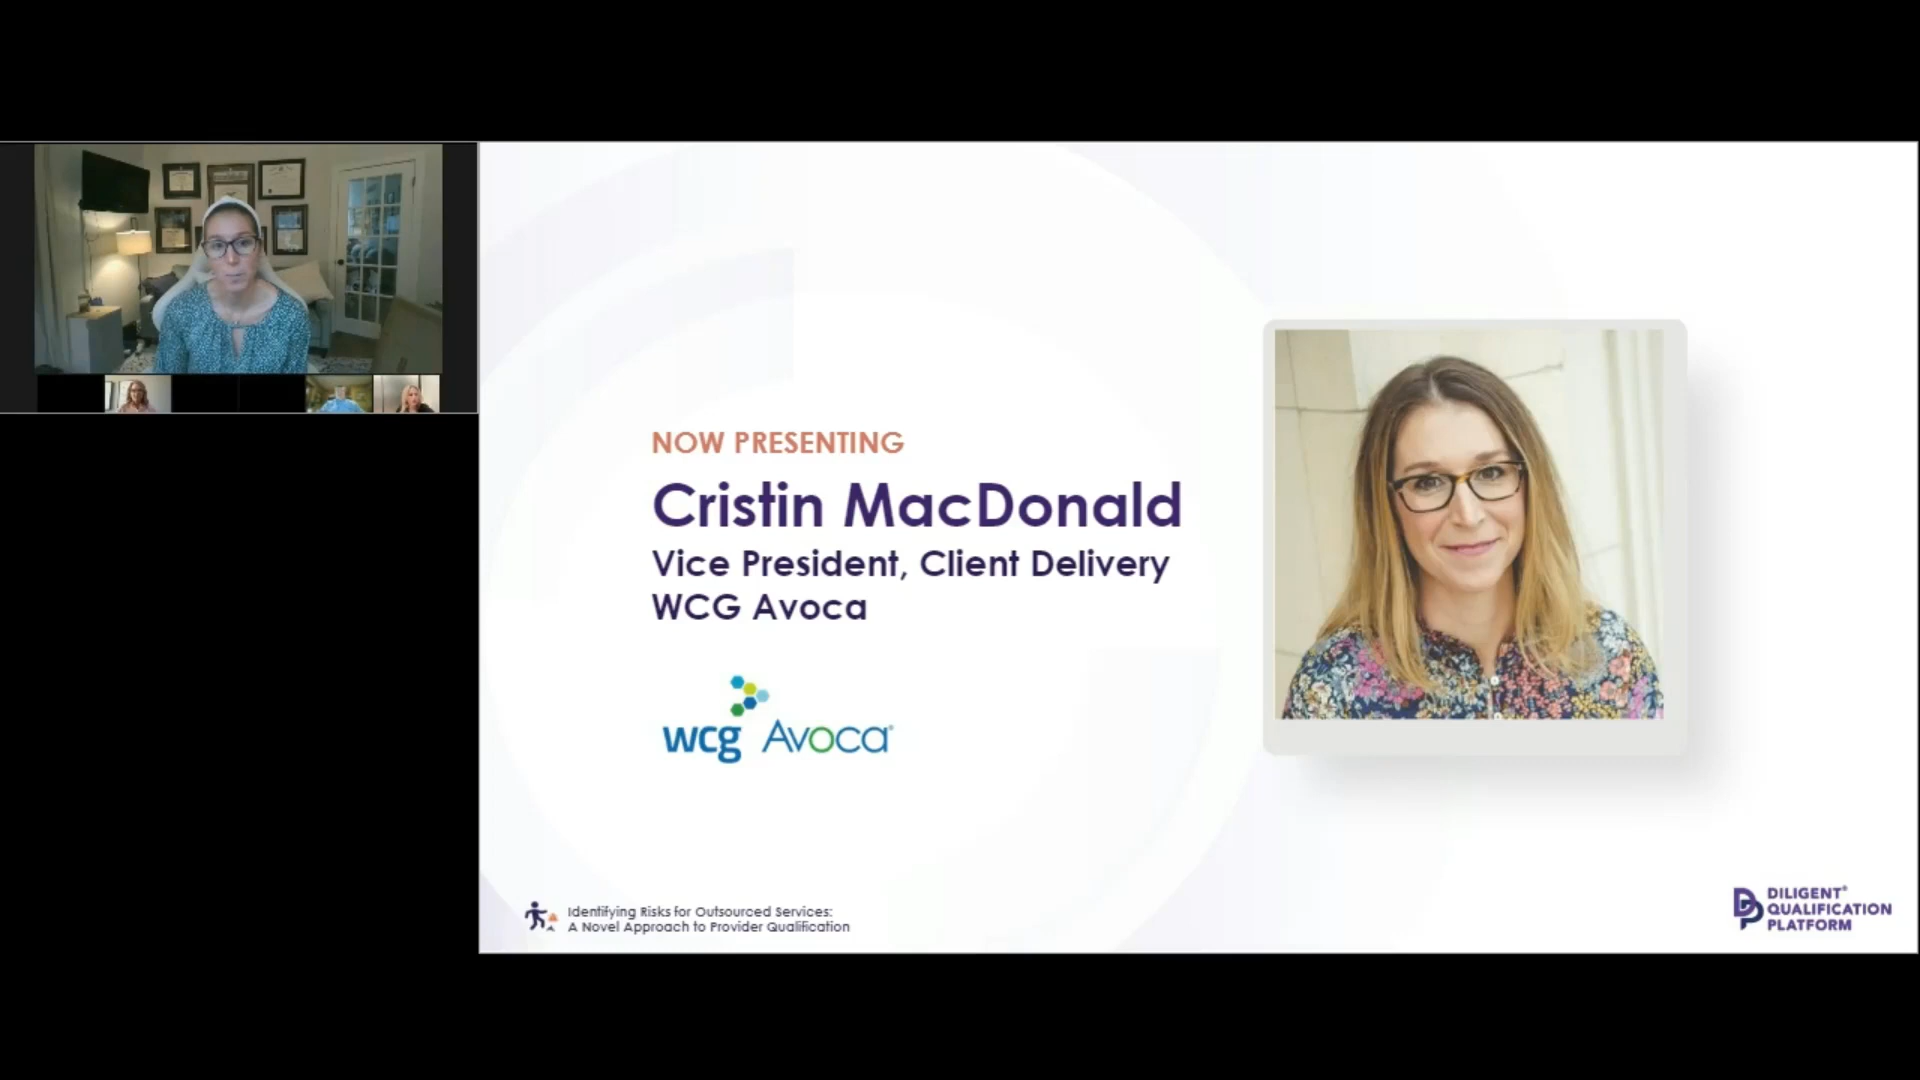 NOW PRESENTING
Cristin MacDonald
Vice President, Client Delivery
WCG Avoca
wcg Avoca®
Identifying Risks for Outsourced Services:
A Novel Approach to Provider Qualification
DILIGENT®
QUALIFICATION
PLATFORM